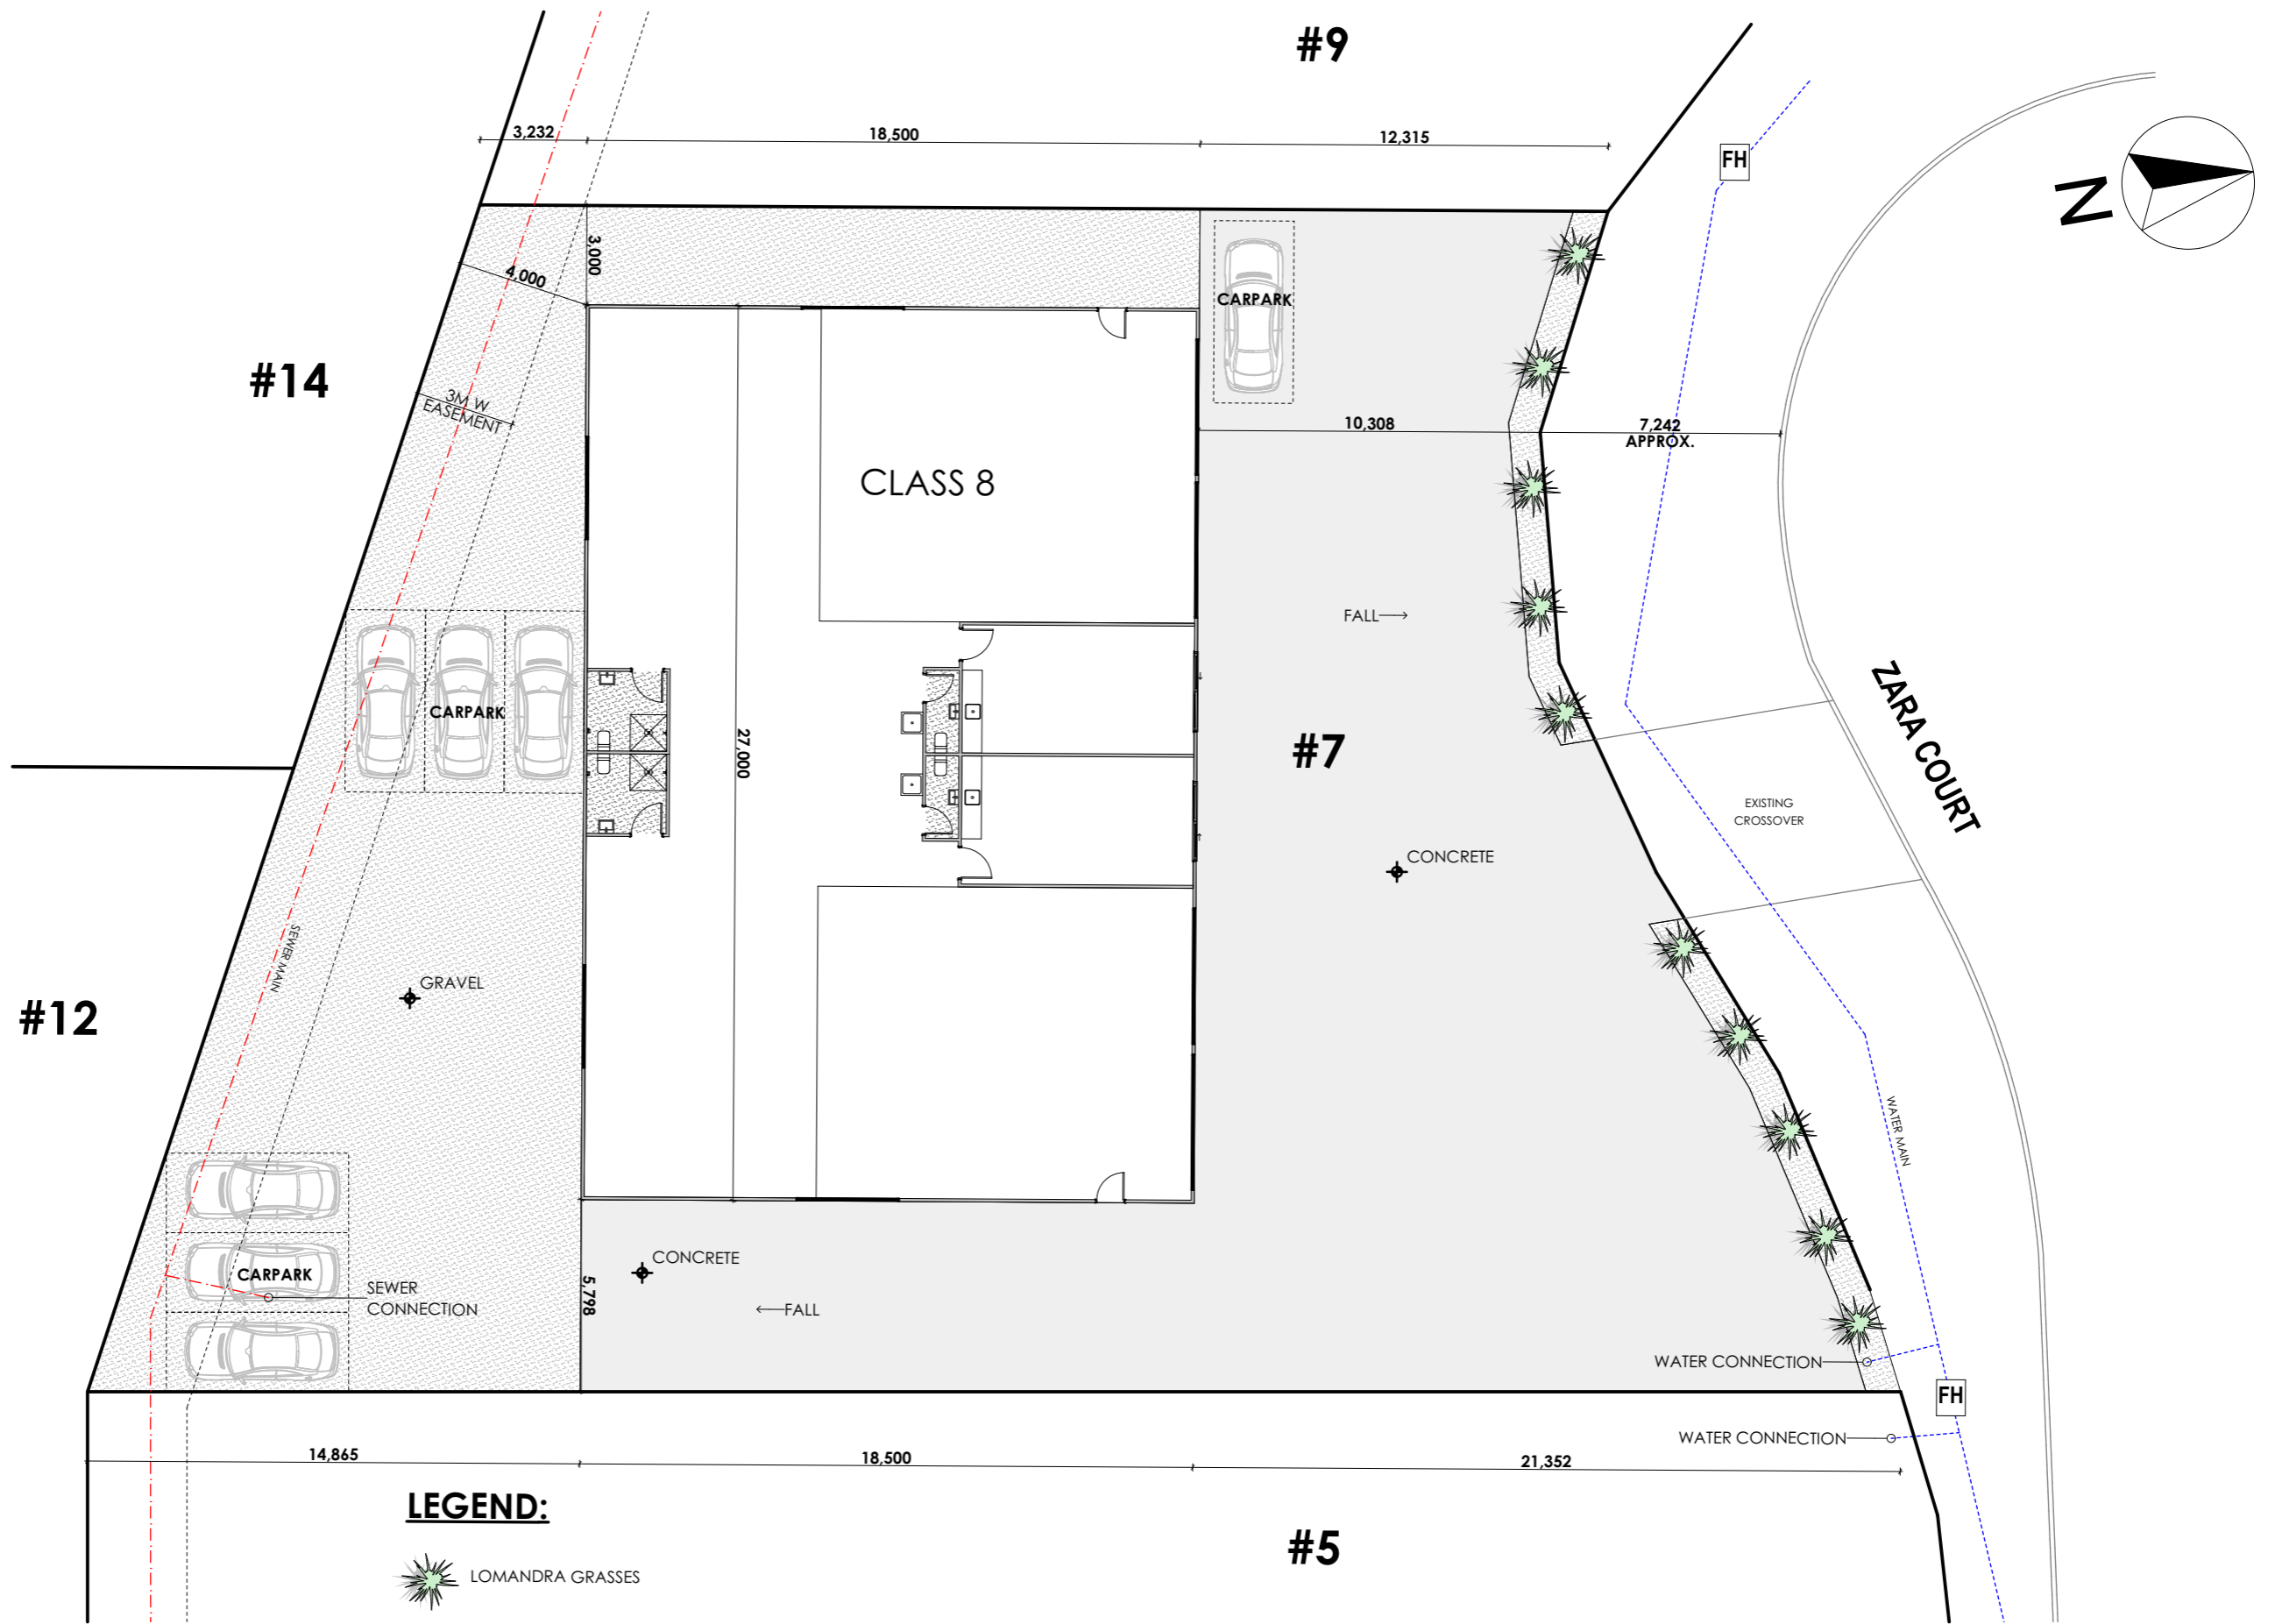 #9
3,232
18,500
12,315
FH
N
3,000
4,000
CARPARK
#14
3M W
EASEMENT
10,308
7,242
APPROX.
CLASS 8
FALL
ZARA COURT
CARPARK
27,000
#7
EXISTING
CROSSOVER
CONCRETE
SEWER MAIN
GRAVEL
#12
WATER MAIN
CONCRETE
CARPARK
SEWER
CONNECTION
5,798
FALL
WATER CONNECTION
FH
WATER CONNECTION
14,865
18,500
21,352
LEGEND:
#5
LOMANDRA GRASSES